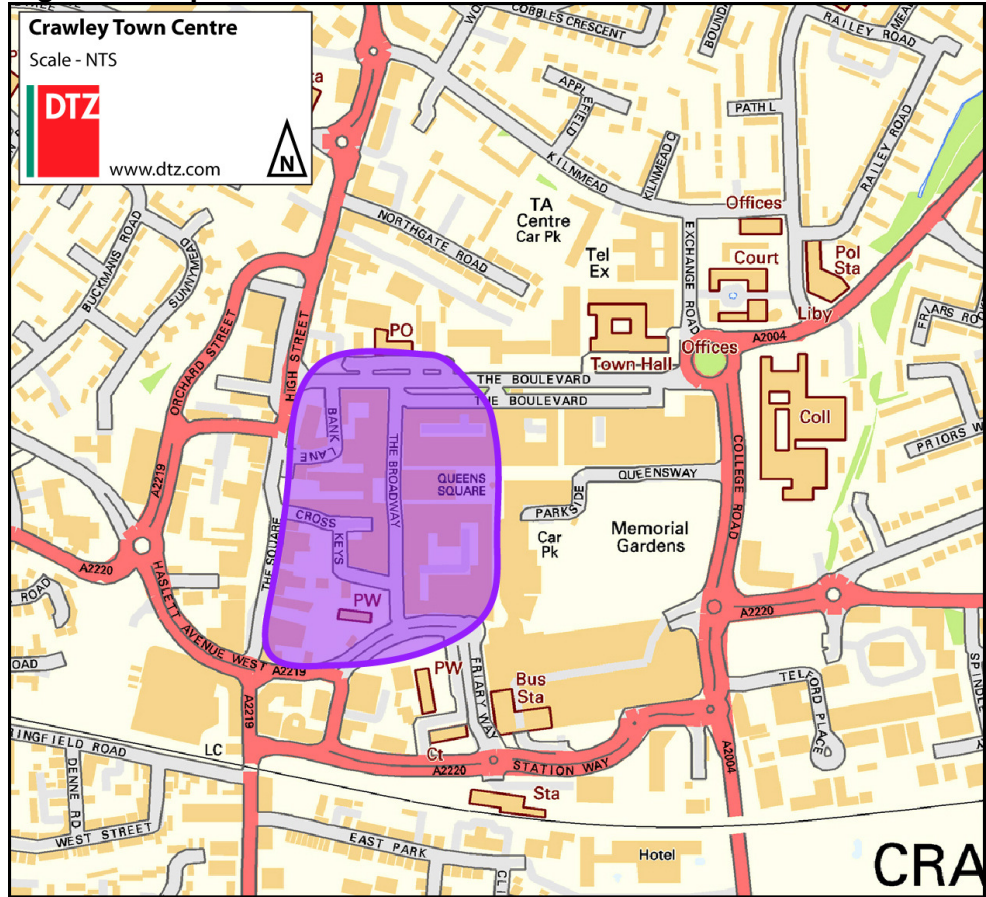 Crawley Town Centre
Scale - NTS
DTZ
www.dtz.com
N
COBBLES CRESCENT
RAILEY ROAD
APPLEFIELD
PATH L
KILNMEAD
KILNMEAD C
RAILEY ROAD
TA
Centre
Car Pk
Offices
NORTHGATE ROAD
EXCHANGE ROAD
Tel
Ex
Court
Pol
Sta
BUCKMANS ROAD
SUNNYMEAD
Liby
A2004
PO
Offices
Town-Hall
ORCHARD STREET
HIGH STREET
THE BOULEVARD
THE BOULEVARD
BANK
LANE
THE BROADWAY
Coll
COLLEGE ROAD
PRIORS W
QUEENS
SQUARE
QUEENSWAY
PARKSIDE
A2219
CROSS
KEYS
THE SQUARE
Car
Pk
Memorial
Gardens
A2220
ROAD
HASLETT AVENUE WEST
PW
A2220
A2219
OAD
PW
FRIARY WAY
Bus
Sta
TELFORD PLACE
A2219
LC
Ct
A2220
STATION WAY
A2004
INGFIELD ROAD
DENNE RD
Sta
WEST STREET
EAST PARK
Hotel
CRA